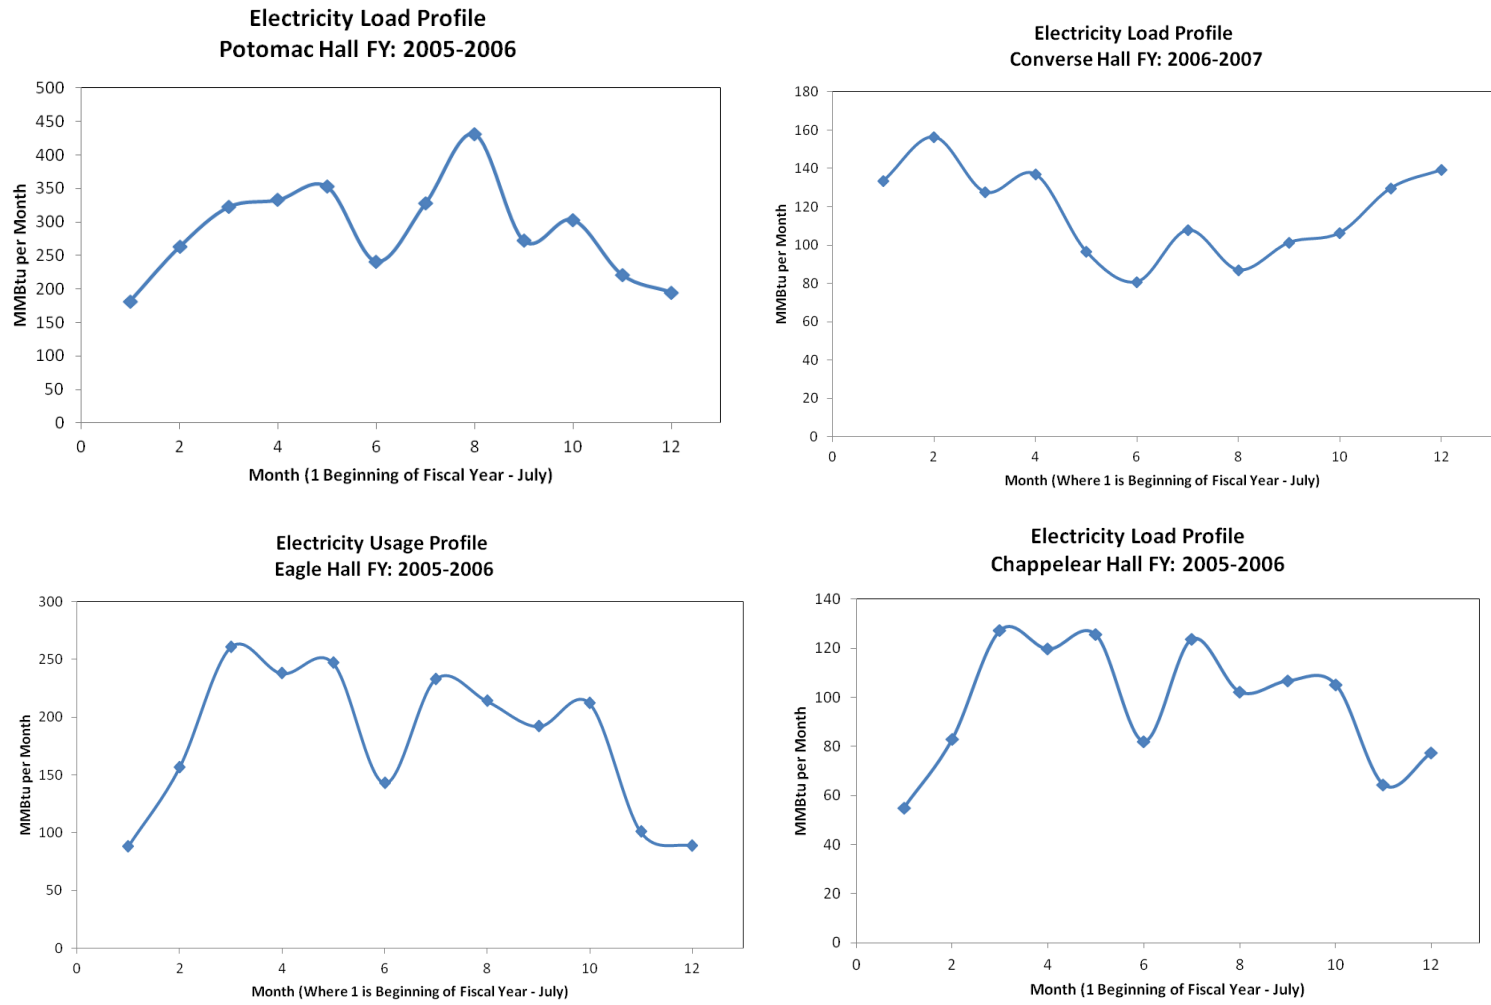 Electricity Load Profile
Potomac Hall FY: 2005-2006
500
450
400
350
300
250
200
150
100
50
0
MMBtu per Month
0 2 4 6 8 10 12
Month (1 Beginning of Fiscal Year - July)
Electricity Load Profile
Converse Hall FY: 2006-2007
180
160
140
120
100
80
60
40
20
0
MMBtu per Month
0 2 4 6 8 10 12
Month (Where 1 is Beginning of Fiscal Year - July)
Electricity Usage Profile
Eagle Hall FY: 2005-2006
300
250
200
150
100
50
0
MMBtu per Month
0 2 4 6 8 10 12
Month (Where 1 is Beginning of Fiscal Year - July)
Electricity Load Profile
Chappelear Hall FY: 2005-2006
140
120
100
80
60
40
20
0
MMBtu per Month
0 2 4 6 8 10 12
Month (1 Beginning of Fiscal Year - July)